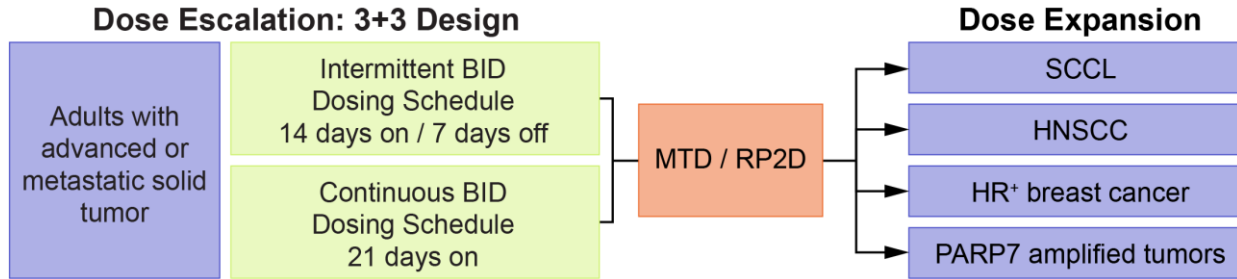 Dose Escalation: 3+3 Design
Adults with
advanced or
metastatic solid
tumor
Intermittent BID
Dosing Schedule
14 days on / 7 days off
Continuous BID
Dosing Schedule
21 days on
MTD / RP2D
Dose Expansion
SCCL
HNSCC
HR⁺ breast cancer
PARP7 amplified tumors